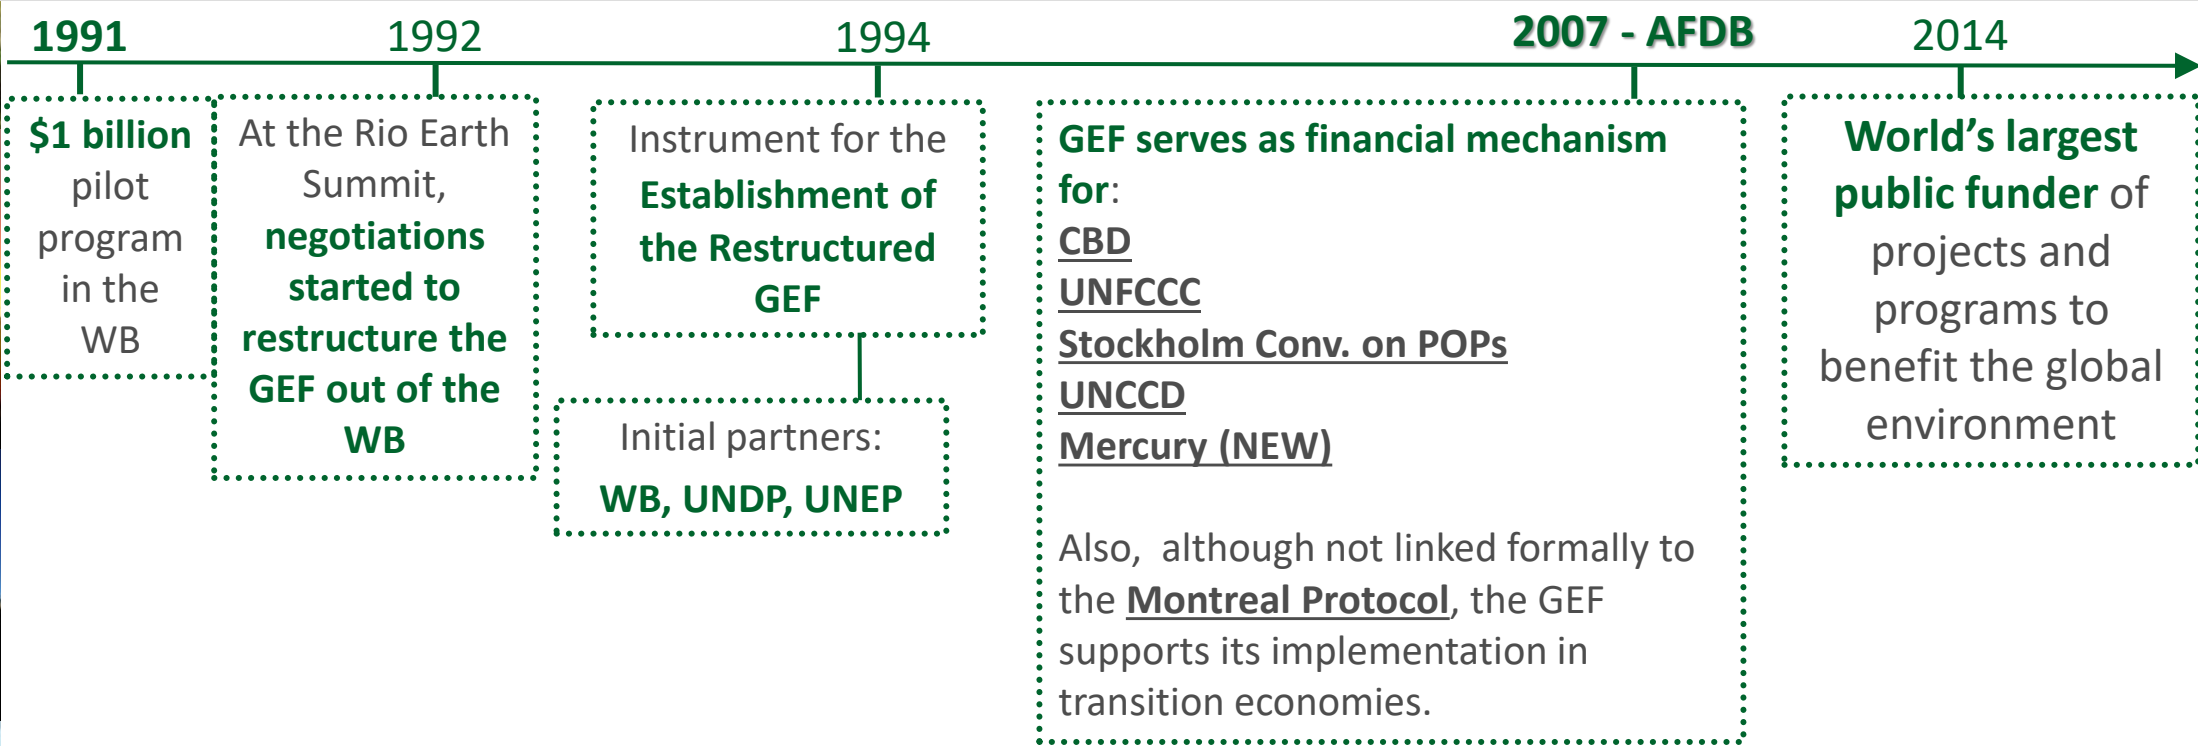 1991
$1 billion
pilot
program
in the
WB
1992
At the Rio Earth
Summit,
negotiations
started to
restructure the
GEF out of the
WB
1994
Instrument for the
Establishment of
the Restructured
GEF
Initial partners:
WB, UNDP, UNEP
2007 - AFDB
GEF serves as financial mechanism
for:
CBD
UNFCCC
Stockholm Conv. on POPs
UNCCD
Mercury (NEW)
Also, although not linked formally to
the Montreal Protocol, the GEF
supports its implementation in
transition economies.
2014
World’s largest
public funder of
projects and
programs to
benefit the global
environment